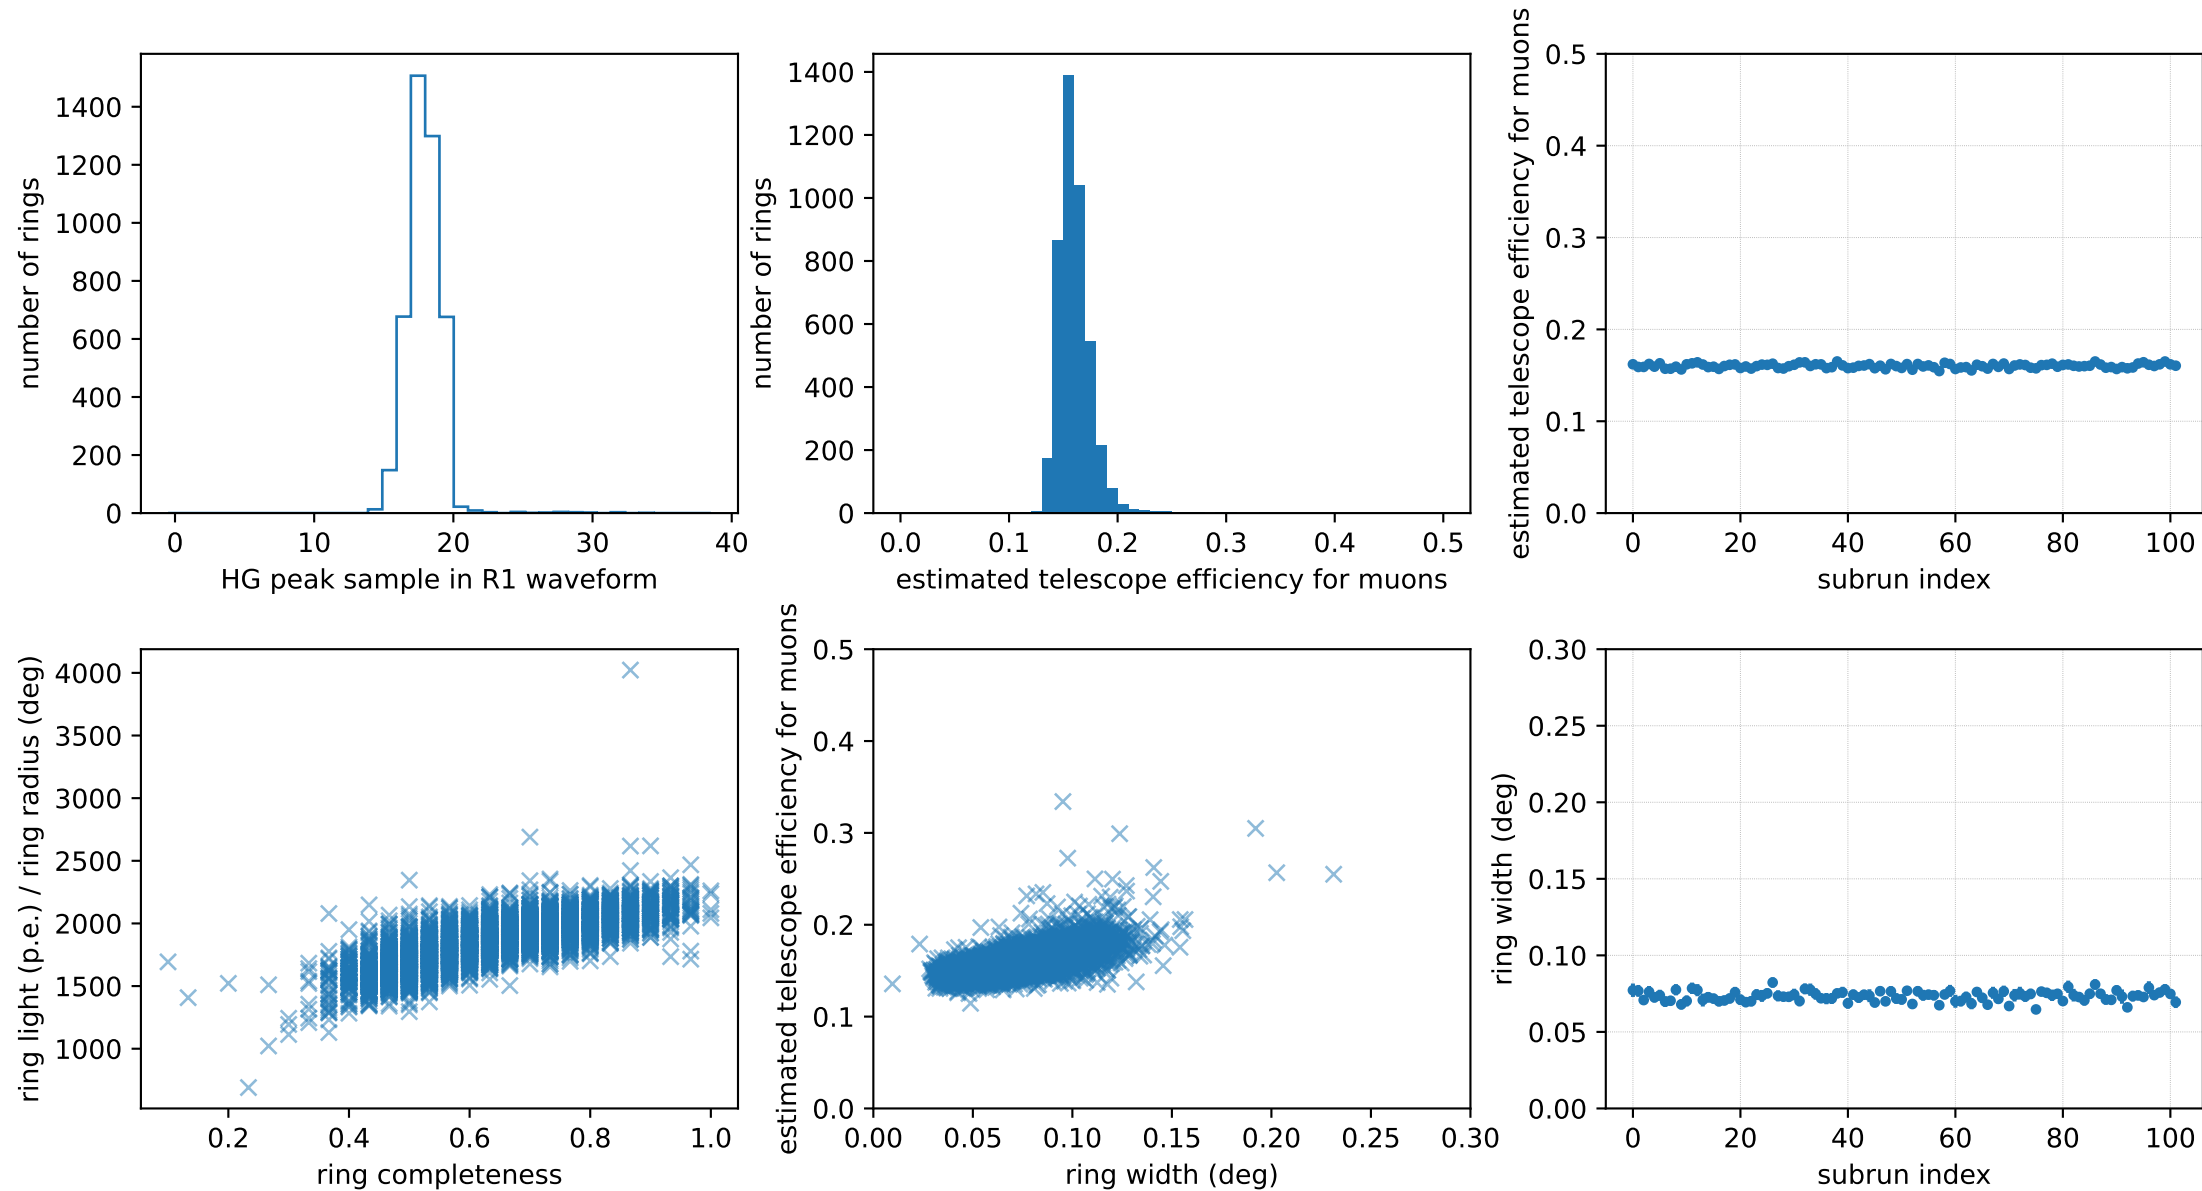 number of rings
1400
1200
1000
800
600
400
200
0
0 10 20 30 40
HG peak sample in R1 waveform
number of rings
1400
1200
1000
800
600
400
200
0
0.0 0.1 0.2 0.3 0.4 0.5
estimated telescope efficiency for muons
estimated telescope efficiency for muons
0.5
0.4
0.3
0.2
0.1
0.0
0 20 40 60 80 100
subrun index
ring light (p.e.) / ring radius (deg)
4000
3500
3000
2500
2000
1500
1000
0.2 0.4 0.6 0.8 1.0
ring completeness
estimated telescope efficiency for muons
0.5
0.4
0.3
0.2
0.1
0.0
0.00 0.05 0.10 0.15 0.20 0.25 0.30
ring width (deg)
ring width (deg)
0.30
0.25
0.20
0.15
0.10
0.05
0.00
0 20 40 60 80 100
subrun index